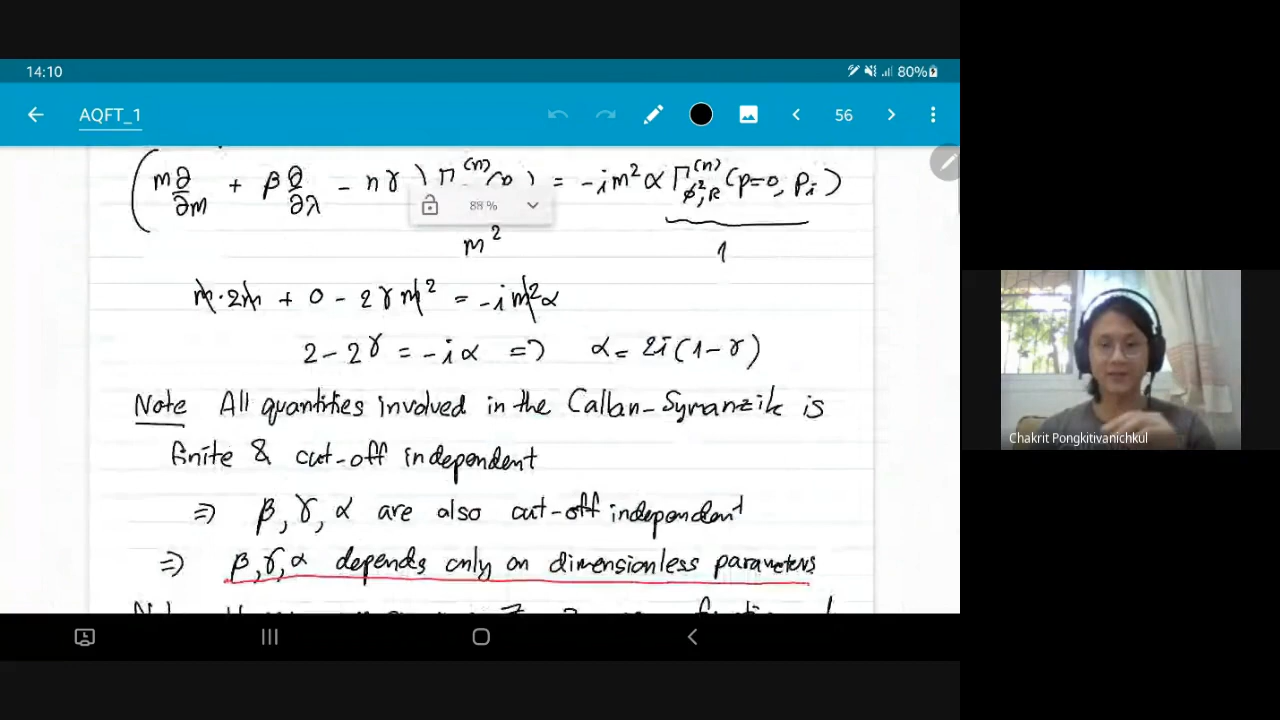 14:10
80%
AQFT_1
56
(m∂/∂m + β∂/∂λ - nγ) Γ^(n) = -im²α Γ^(n)_φ²,R (p=0, p_i)
88%
m²
1
m·2m + 0 - 2γm² = -im²α
2 - 2γ = -iα => α = 2i(1-γ)
Note All quantities involved in the Callan-Symanzik is
finite & cut-off independent
=> β, γ, α are also cut-off independent
=> β, γ, α depends only on dimensionless parameters
Chakrit Pongkitivanichkul